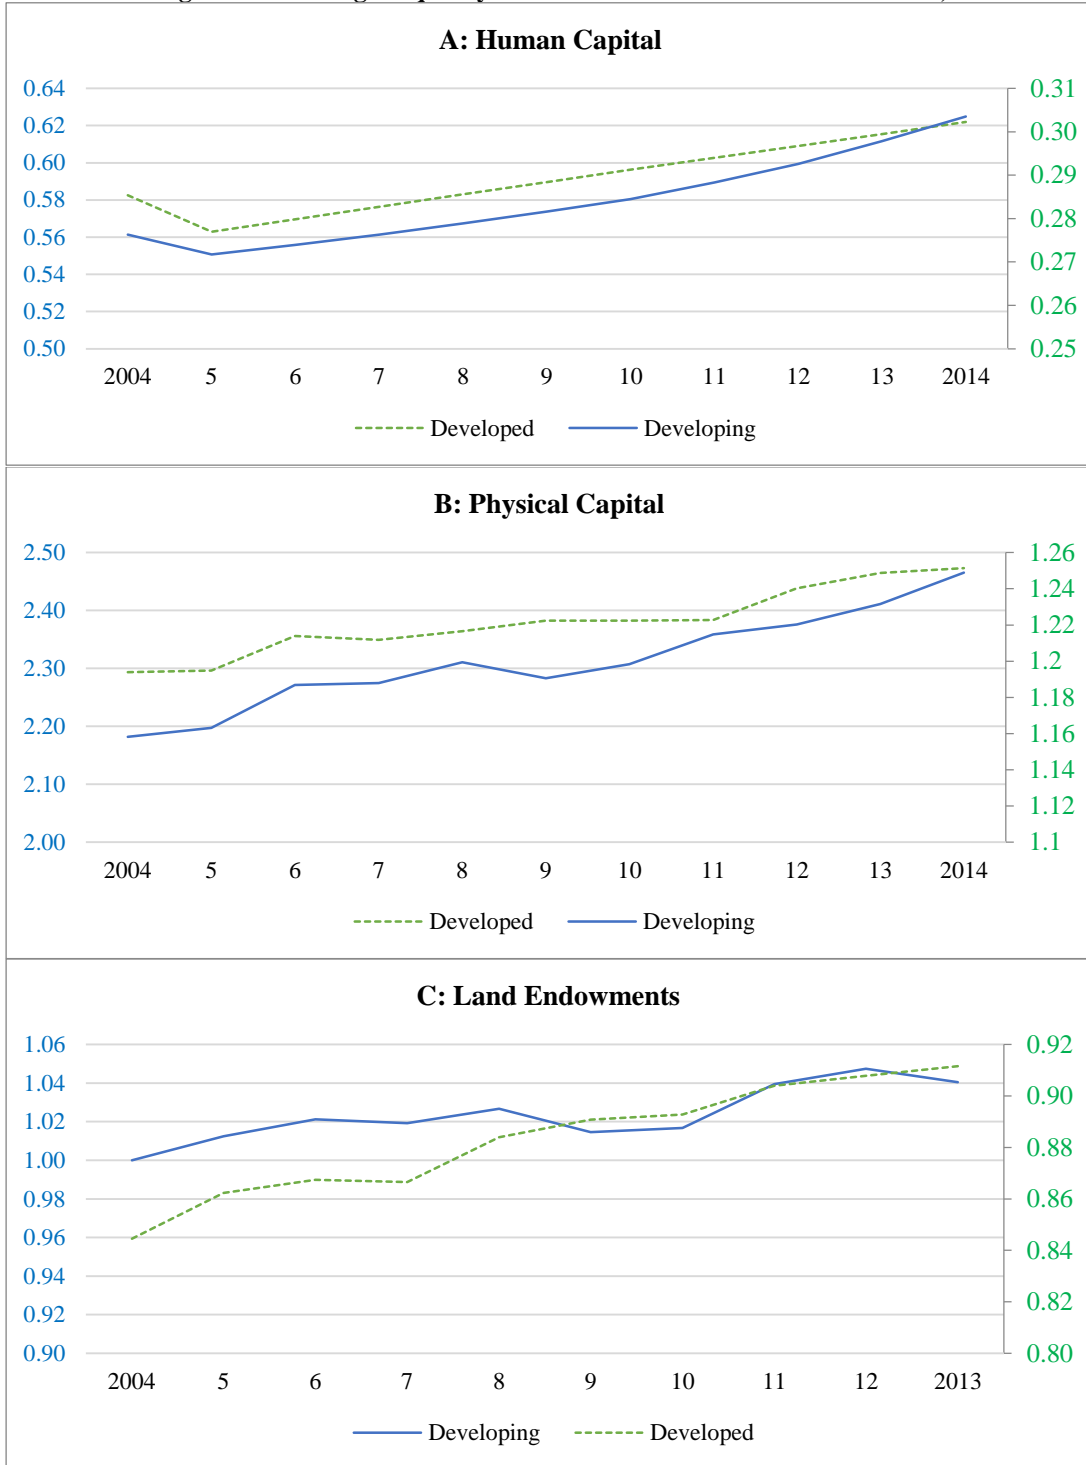 A: Human Capital
0.64 0.31
0.62 0.30
0.60 0.29
0.58 0.28
0.56 0.27
0.54 0.26
0.52 0.25
0.50
2004 5 6 7 8 9 10 11 12 13 2014
Developed Developing
B: Physical Capital
2.50 1.26
2.40 1.24
2.30 1.22
2.20 1.2
2.10 1.18
2.00 1.16
1.14
1.12
1.1
2004 5 6 7 8 9 10 11 12 13 2014
Developed Developing
C: Land Endowments
1.06 0.92
1.04 0.90
1.02 0.88
1.00 0.86
0.98 0.84
0.96 0.82
0.94 0.80
0.92
0.90
2004 5 6 7 8 9 10 11 12 2013
Developing Developed